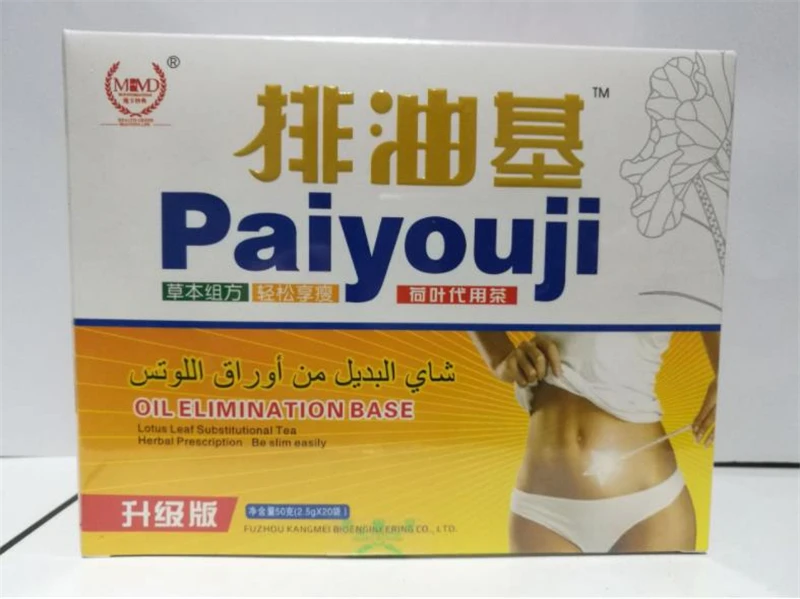 MMD
®
排油基™
Paiyouji
草本组方 轻松享瘦 荷叶代用茶
شاي البديل من أوراق اللوتس
OIL ELIMINATION BASE
Lotus Leaf Substitutional Tea
Herbal Prescription Be slim easily
升级版
净含量50克(2.5gX20袋)
FUZHOU KANGMEI BIOENGINEERING CO., LTD.